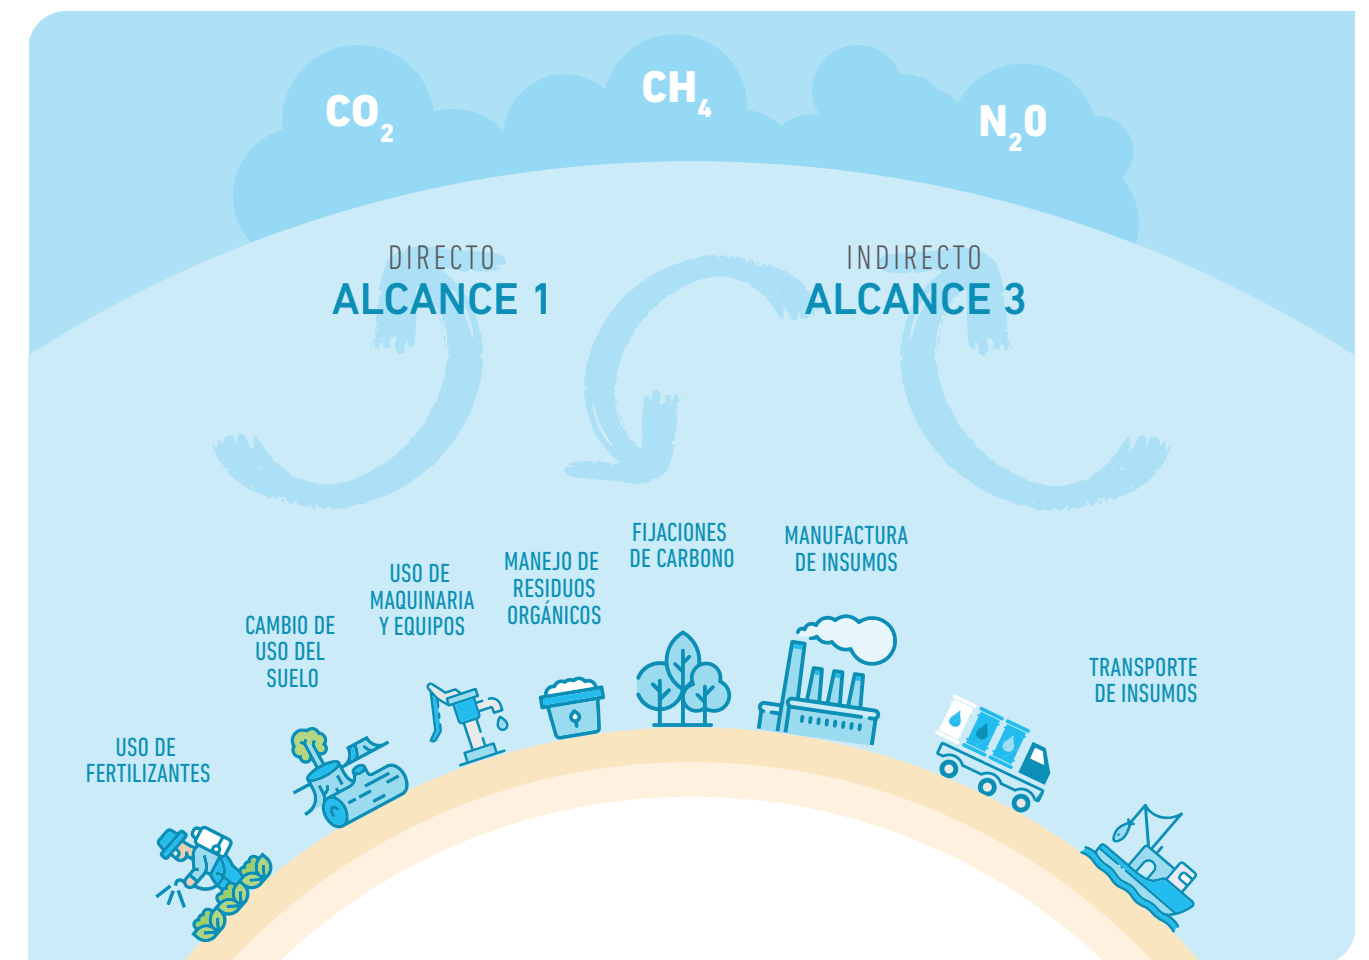 CO2
CH4
N2O
DIRECTO
ALCANCE 1
INDIRECTO
ALCANCE 3
USO DE
FERTILIZANTES
CAMBIO DE
USO DEL
SUELO
USO DE
MAQUINARIA
Y EQUIPOS
MANEJO DE
RESIDUOS
ORGÁNICOS
FIJACIONES
DE CARBONO
MANUFACTURA
DE INSUMOS
TRANSPORTE
DE INSUMOS